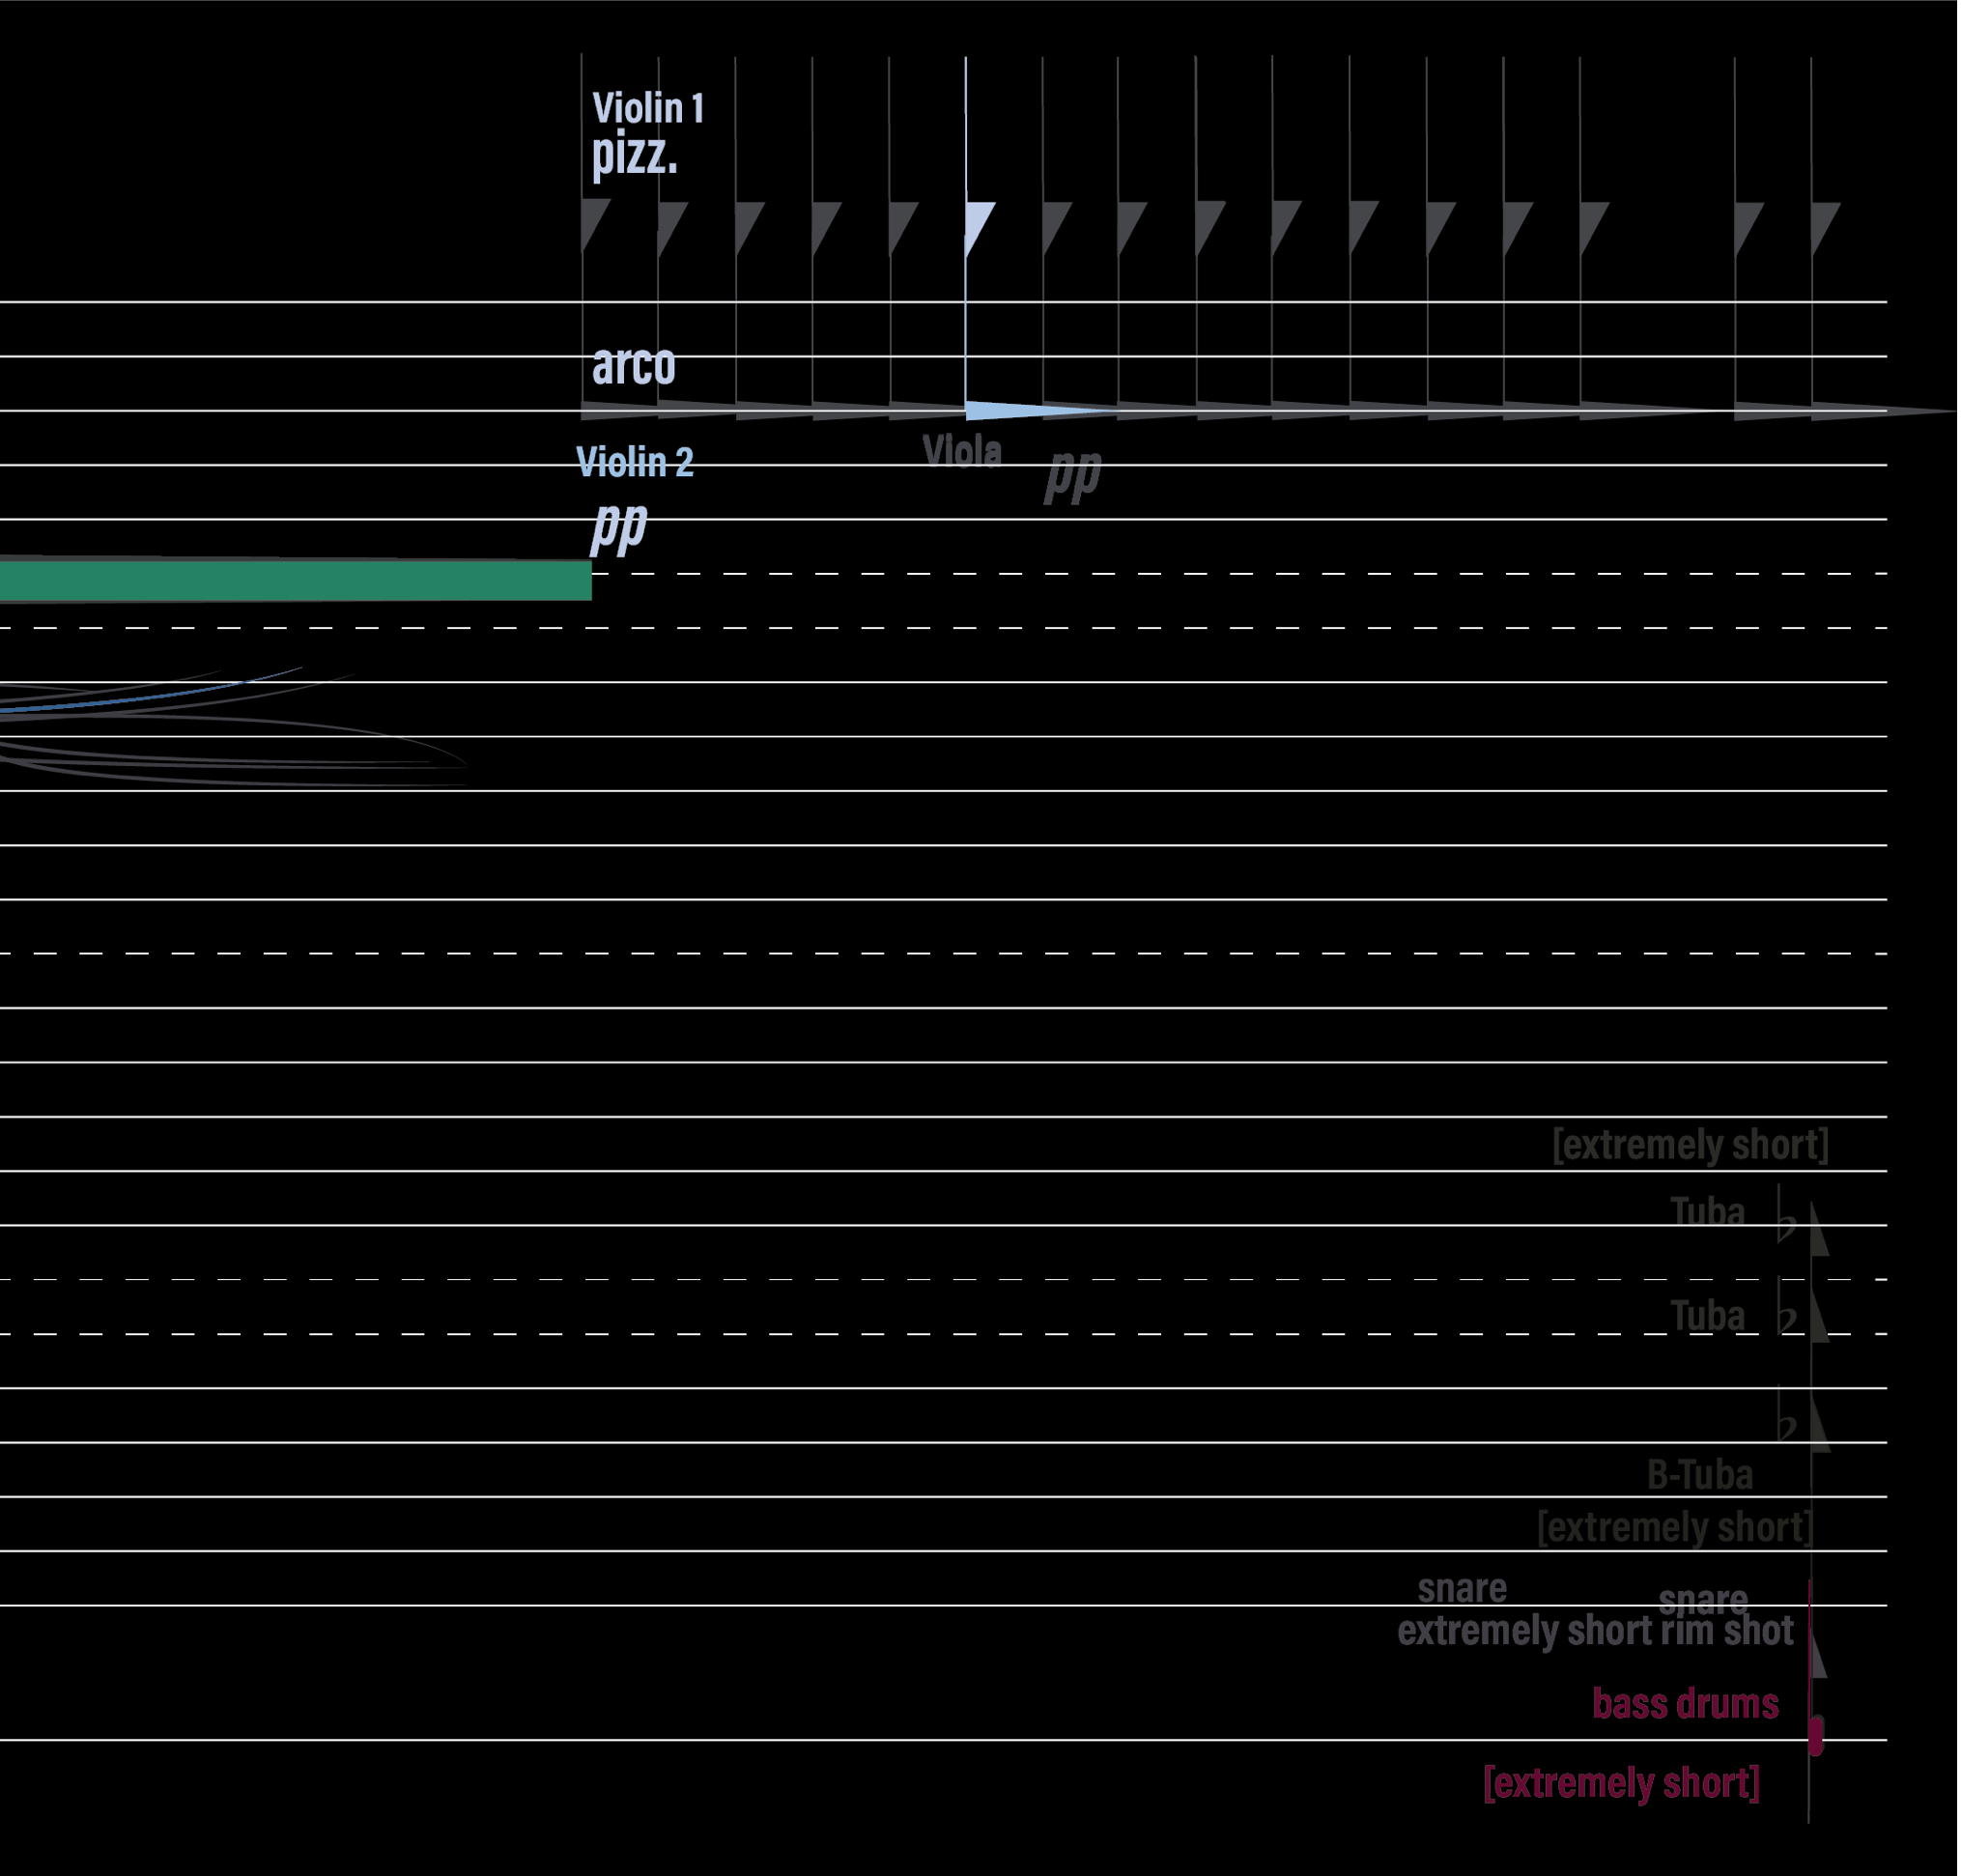 Violin 1
pizz.
arco
Violin 2
pp
Viola
pp
[extremely short]
Tuba ♭
Tuba ♭
♭
B-Tuba
[extremely short]
snare
snare
extremely short rim shot
bass drums
[extremely short]